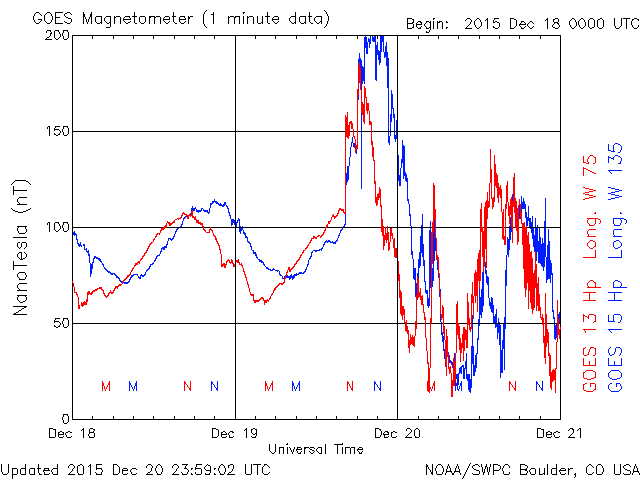 GOES Magnetometer (1 minute data)
Begin: 2015 Dec 18 0000 UTC
200
150
100
50
0
NanoTesla (nT)
M M N N M M N N M M N N
Dec 18 Dec 19 Dec 20 Dec 21
Universal Time
GOES 13 Hp Long. W 75
GOES 15 Hp Long. W 135
Updated 2015 Dec 20 23:59:02 UTC
NOAA/SWPC Boulder, CO USA